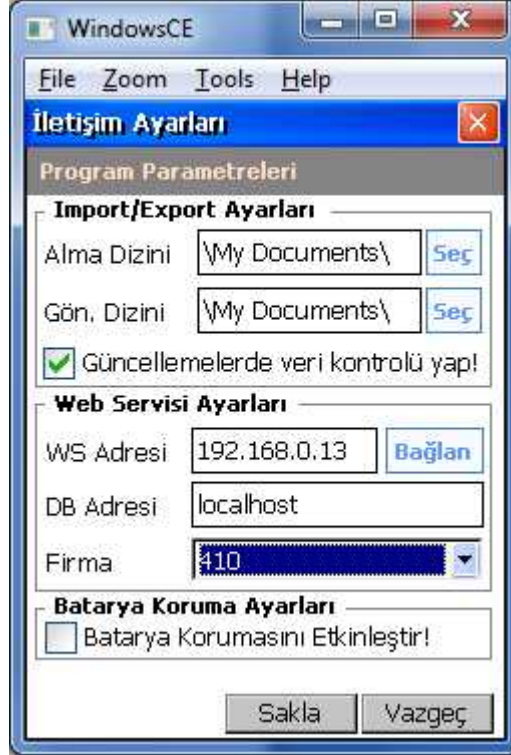 WindowsCE
File Zoom Tools Help
İletişim Ayarları
Program Parametreleri
Import/Export Ayarları
Alma Dizini \My Documents\ Seç
Gön. Dizini \My Documents\ Seç
Güncellemelerde veri kontrolü yap!
Web Servisi Ayarları
WS Adresi 192.168.0.13 Bağlan
DB Adresi localhost
Firma 410
Batarya Koruma Ayarları
Batarya Korumasını Etkinleştir!
Sakla Vazgeç